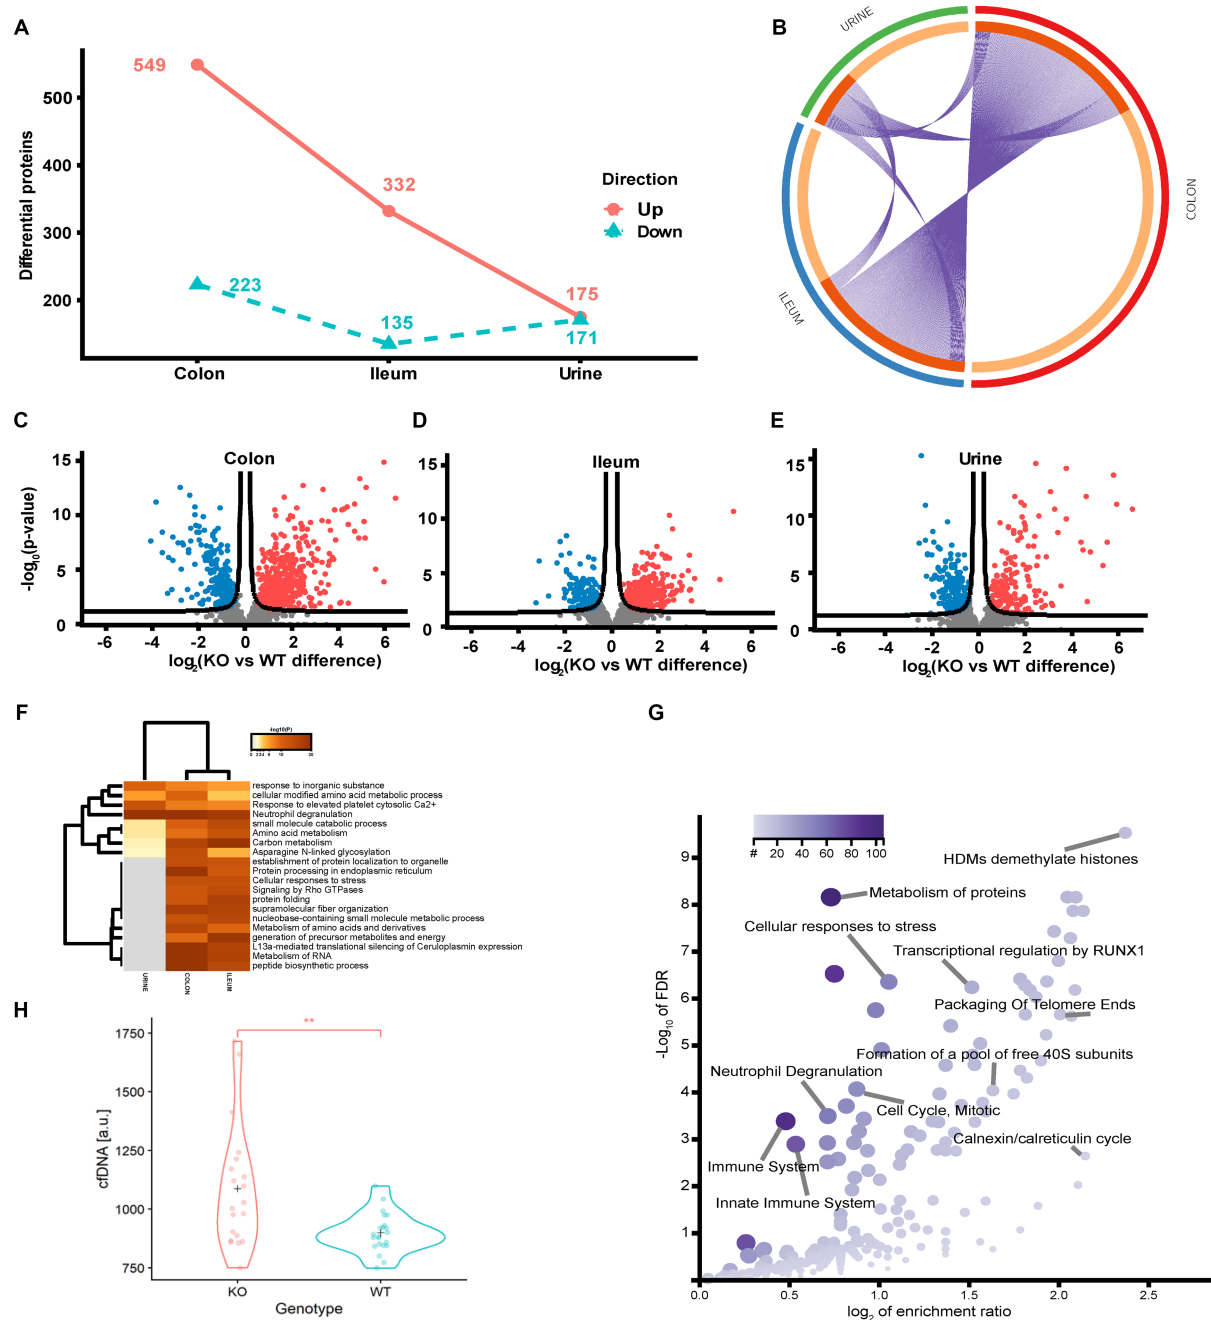 A
Differential proteins
500
400
300
200
549
332
175
223
135
171
Colon
Ileum
Urine
Direction
Up
Down
B
URINE
COLON
ILEUM
C
Colon
-log10(p-value)
15
10
5
0
-6
-4
-2
0
2
4
6
log2(KO vs WT difference)
D
Ileum
15
10
5
0
-6
-4
-2
0
2
4
6
log2(KO vs WT difference)
E
Urine
15
10
5
0
-6
-4
-2
0
2
4
6
log2(KO vs WT difference)
F
-log10(P)
0 2 3 4 6 10 20
response to inorganic substance
cellular modified amino acid metabolic process
Response to elevated platelet cytosolic Ca2+
Neutrophil degranulation
small molecule catabolic process
Amino acid metabolism
Carbon metabolism
Asparagine N-linked glycosylation
establishment of protein localization to organelle
Protein processing in endoplasmic reticulum
Cellular responses to stress
Signaling by Rho GTPases
protein folding
supramolecular fiber organization
nucleobase-containing small molecule metabolic process
Metabolism of amino acids and derivatives
generation of precursor metabolites and energy
L13a-mediated translational silencing of Ceruloplasmin expression
Metabolism of RNA
peptide biosynthetic process
URINE
COLON
ILEUM
G
# 20 40 60 80 100
-Log10 of FDR
9
8
7
6
5
4
3
2
1
HDMs demethylate histones
Metabolism of proteins
Cellular responses to stress
Transcriptional regulation by RUNX1
Packaging Of Telomere Ends
Formation of a pool of free 40S subunits
Neutrophil Degranulation
Cell Cycle, Mitotic
Calnexin/calreticulin cycle
Immune System
Innate Immune System
0.0
0.5
1.0
1.5
2.0
2.5
log2 of enrichment ratio
H
**
cfDNA [a.u.]
1750
1500
1250
1000
750
KO
WT
Genotype